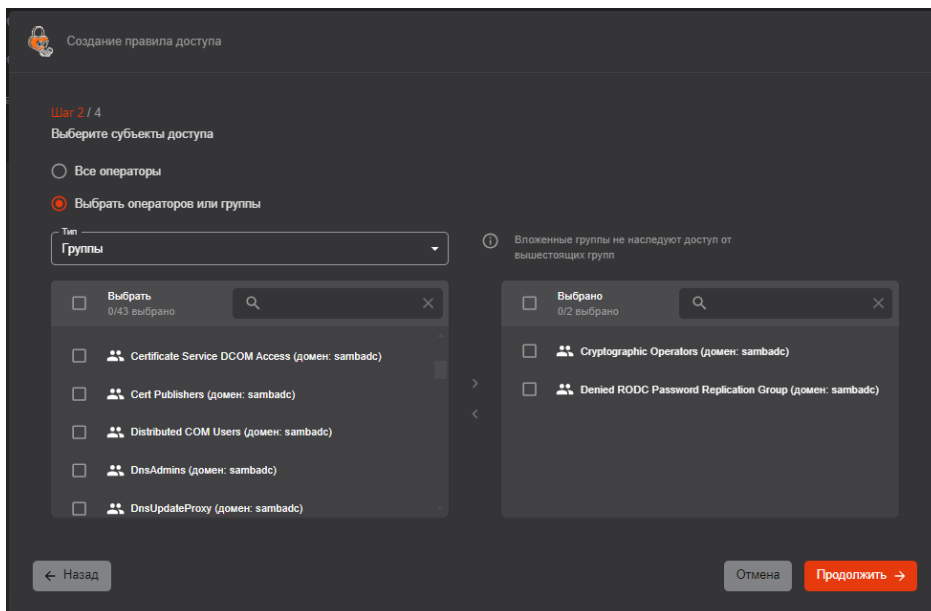 Создание правила доступа
Шаг 2 / 4
Выберите субъекты доступа
Все операторы
Выбрать операторов или группы
Тип
Группы
Вложенные группы не наследуют доступ от
вышестоящих групп
Выбрать
0/43 выбрано
Certificate Service DCOM Access (домен: sambadc)
Cert Publishers (домен: sambadc)
Distributed COM Users (домен: sambadc)
DnsAdmins (домен: sambadc)
DnsUpdateProxy (домен: sambadc)
Выбрано
0/2 выбрано
Cryptographic Operators (домен: sambadc)
Denied RODC Password Replication Group (домен: sambadc)
Назад
Отмена
Продолжить